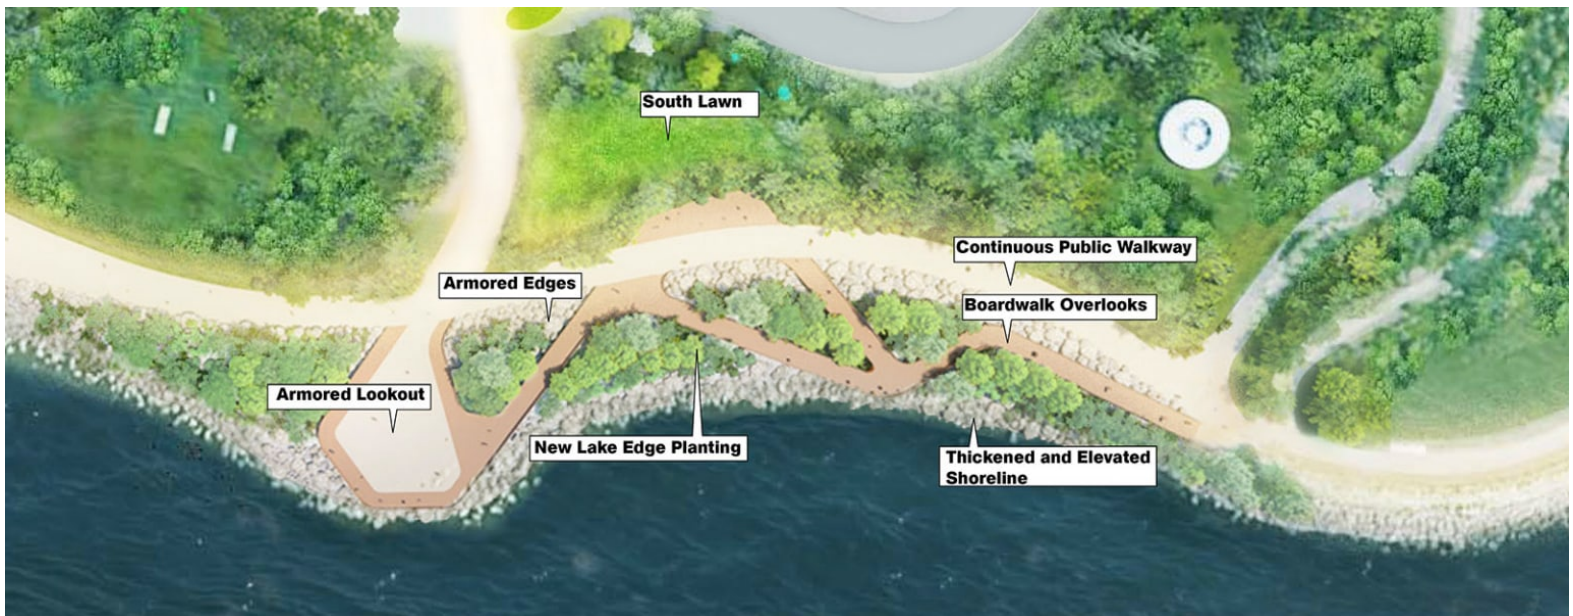 South Lawn
Continuous Public Walkway
Armored Edges
Boardwalk Overlooks
Armored Lookout
New Lake Edge Planting
Thickened and Elevated
Shoreline